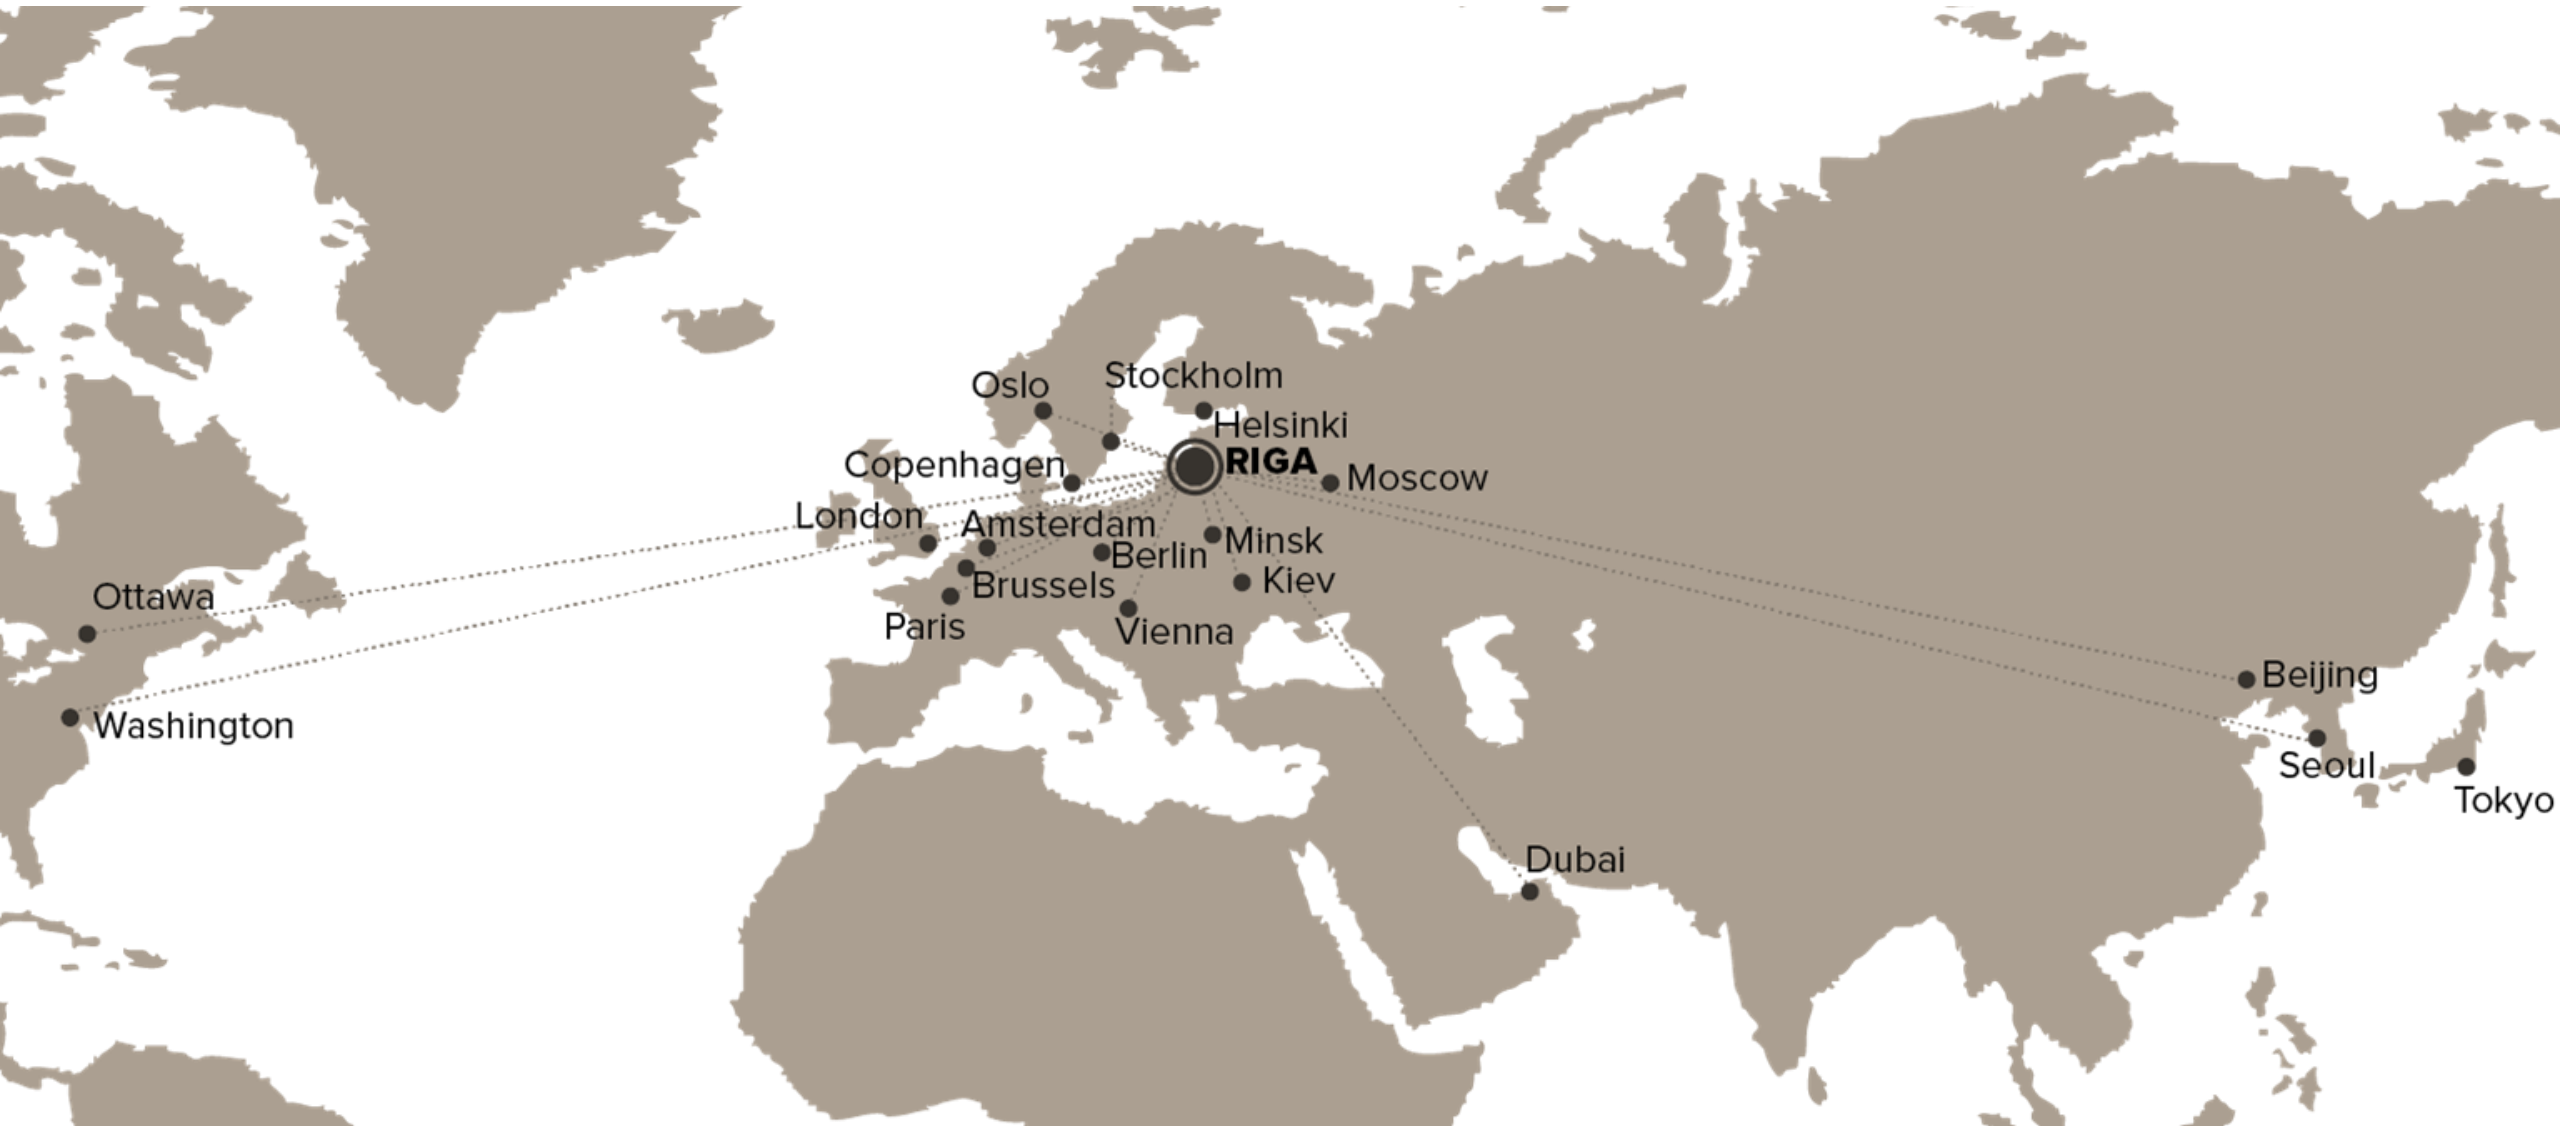 Stockholm
Oslo
Helsinki
RIGA
Copenhagen
Moscow
London
Amsterdam
Minsk
Berlin
Kiev
Brussels
Ottawa
Paris
Vienna
Beijing
Washington
Seoul
Tokyo
Dubai